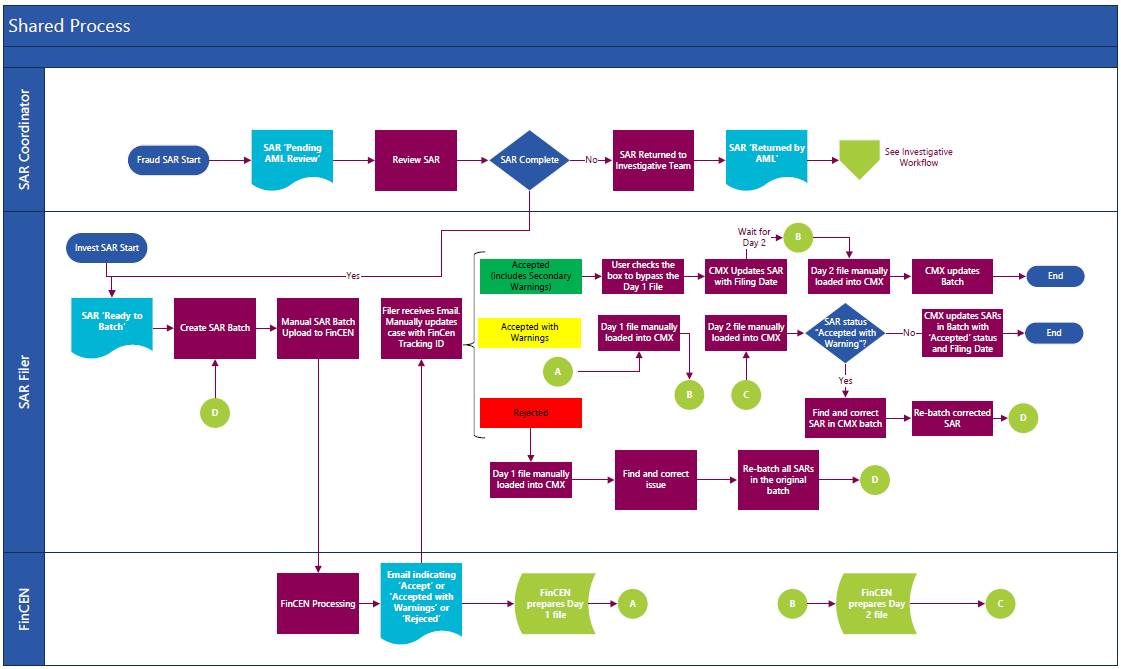 Shared Process
SAR Coordinator
Fraud SAR Start
SAR ‘Pending
AML Review’
Review SAR
SAR Complete
No
SAR Returned to
Investigative Team
SAR ‘Returned by
AML’
See Investigative
Workflow
SAR Filer
Invest SAR Start
Yes
SAR ‘Ready to
Batch’
Create SAR Batch
Manual SAR Batch
Upload to FinCEN
Filer receives Email.
Manually updates
case with FinCen
Tracking ID
D
Accepted
(includes Secondary
Warnings)
User checks the
box to bypass the
Day 1 File
CMX Updates SAR
with Filing Date
Wait for
Day 2
B
Day 2 file manually
loaded into CMX
CMX updates
Batch
End
Accepted with
Warnings
A
Day 1 file manually
loaded into CMX
B
Day 2 file manually
loaded into CMX
C
SAR status
“Accepted with
Warning”?
No
CMX updates SARs
in Batch with
‘Accepted’ status
and Filing Date
End
Yes
Find and correct
SAR in CMX batch
Re-batch corrected
SAR
D
Rejected
Day 1 file manually
loaded into CMX
Find and correct
issue
Re-batch all SARs
in the original
batch
D
FinCEN
FinCEN Processing
Email indicating
‘Accept’ or
‘Accepted with
Warnings’ or
‘Rejeced’
FinCEN
prepares Day
1 file
A
B
FinCEN
prepares Day
2 file
C